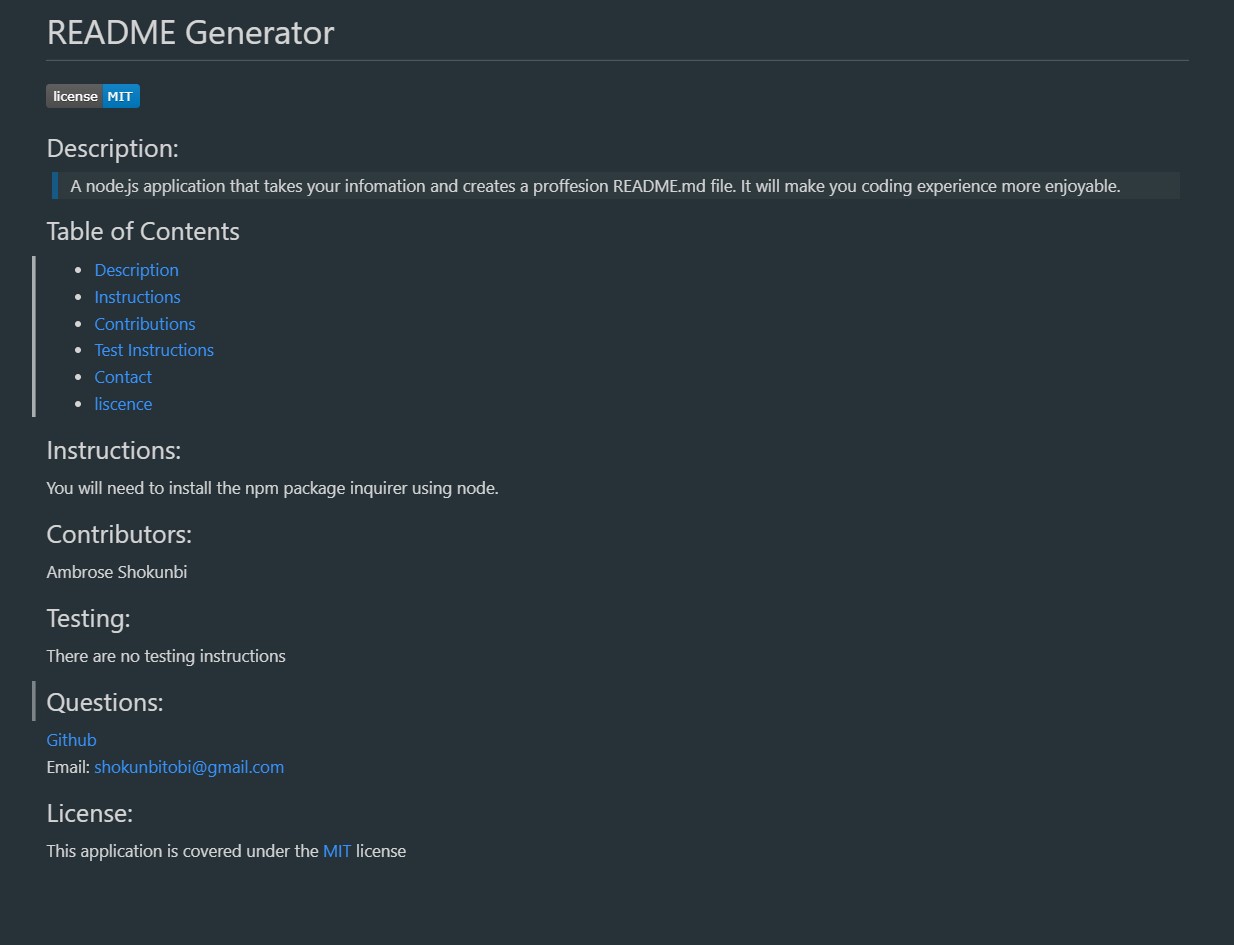 README Generator
license MIT
Description:
A node.js application that takes your infomation and creates a proffesion README.md file. It will make you coding experience more enjoyable.
Table of Contents
• Description
• Instructions
• Contributions
• Test Instructions
• Contact
• liscence
Instructions:
You will need to install the npm package inquirer using node.
Contributors:
Ambrose Shokunbi
Testing:
There are no testing instructions
Questions:
Github
Email: shokunbitobi@gmail.com
License:
This application is covered under the MIT license